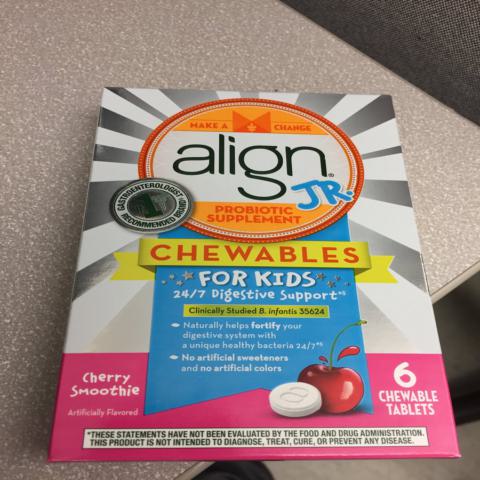 MAKE A CHANGE
align®
JR.
PROBIOTIC
SUPPLEMENT
GASTROENTEROLOGIST
RECOMMENDED BRAND
CHEWABLES
FOR KIDS
24/7 Digestive Support*
Clinically Studied B. infantis 35624
• Naturally helps fortify your
digestive system with
a unique healthy bacteria 24/7*
• No artificial sweeteners
and no artificial colors
Cherry
Smoothie
Artificially Flavored
6
CHEWABLE
TABLETS
*THESE STATEMENTS HAVE NOT BEEN EVALUATED BY THE FOOD AND DRUG ADMINISTRATION.
THIS PRODUCT IS NOT INTENDED TO DIAGNOSE, TREAT, CURE, OR PREVENT ANY DISEASE.